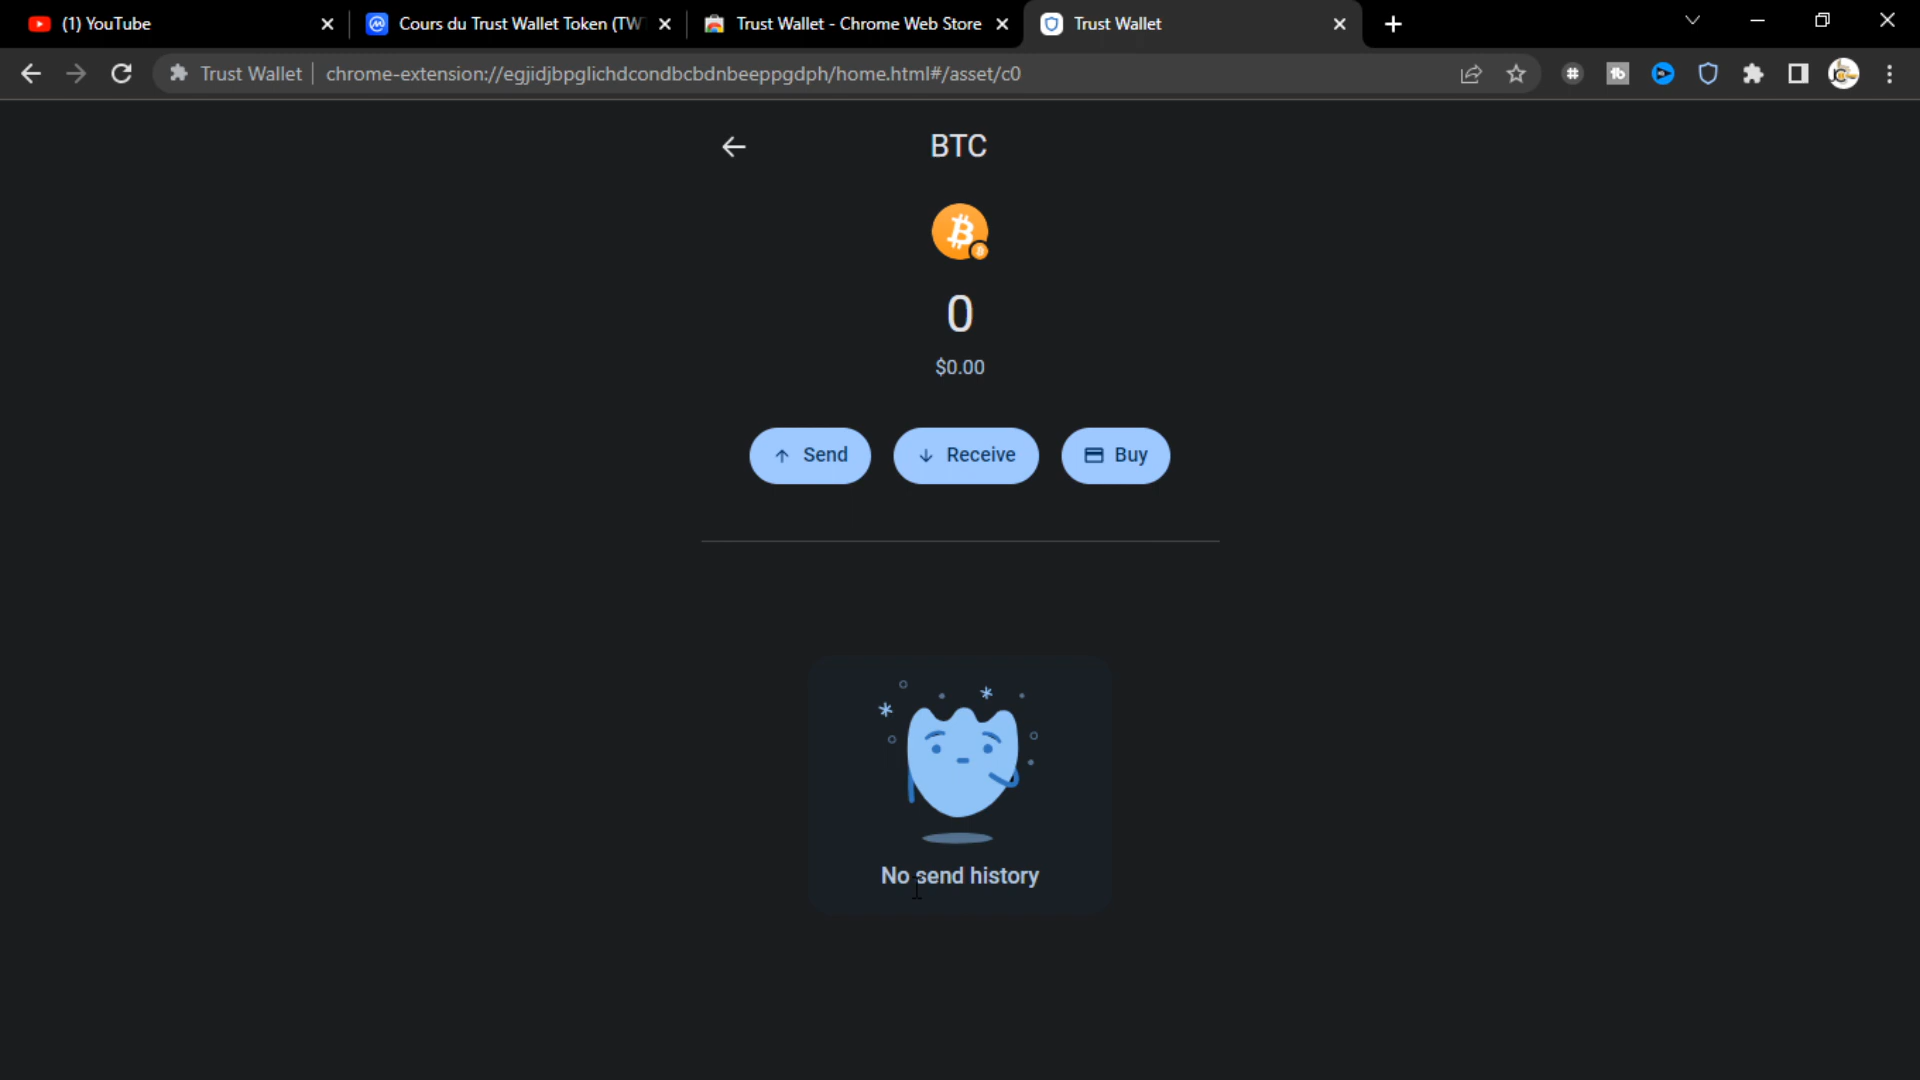 (1) YouTube
Cours du Trust Wallet Token (TW
Trust Wallet - Chrome Web Store
Trust Wallet
Trust Wallet
chrome-extension://egjidjbpglichdcondbcbdnbeeppgdph/home.html#/asset/c0
BTC
0
$0.00
Send
Receive
Buy
No send history